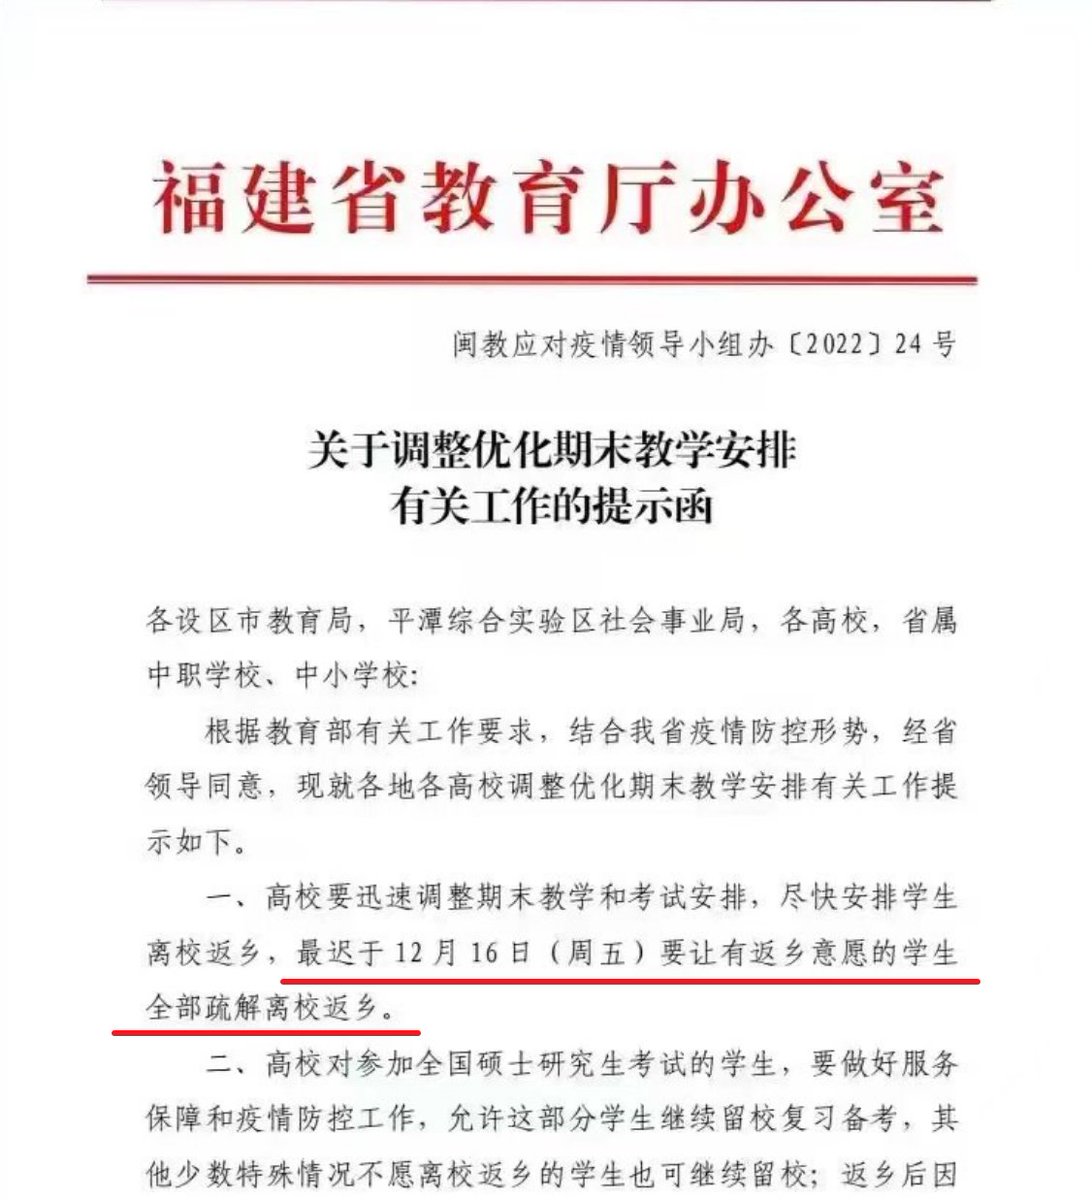 福建省教育厅办公室
闽教应对疫情领导小组办〔2022〕24 号
关于调整优化期末教学安排
有关工作的提示函
各设区市教育局，平潭综合实验区社会事业局，各高校，省属
中职学校、中小学校：
根据教育部有关工作要求，结合我省疫情防控形势，经省
领导同意，现就各地各高校调整优化期末教学安排有关工作提
示如下。
一、高校要迅速调整期末教学和考试安排，尽快安排学生
离校返乡，最迟于 12 月 16 日（周五）要让有返乡意愿的学生
全部疏解离校返乡。
二、高校对参加全国硕士研究生考试的学生，要做好服务
保障和疫情防控工作，允许这部分学生继续留校复习备考，其
他少数特殊情况不愿离校返乡的学生也可继续留校；返乡后因